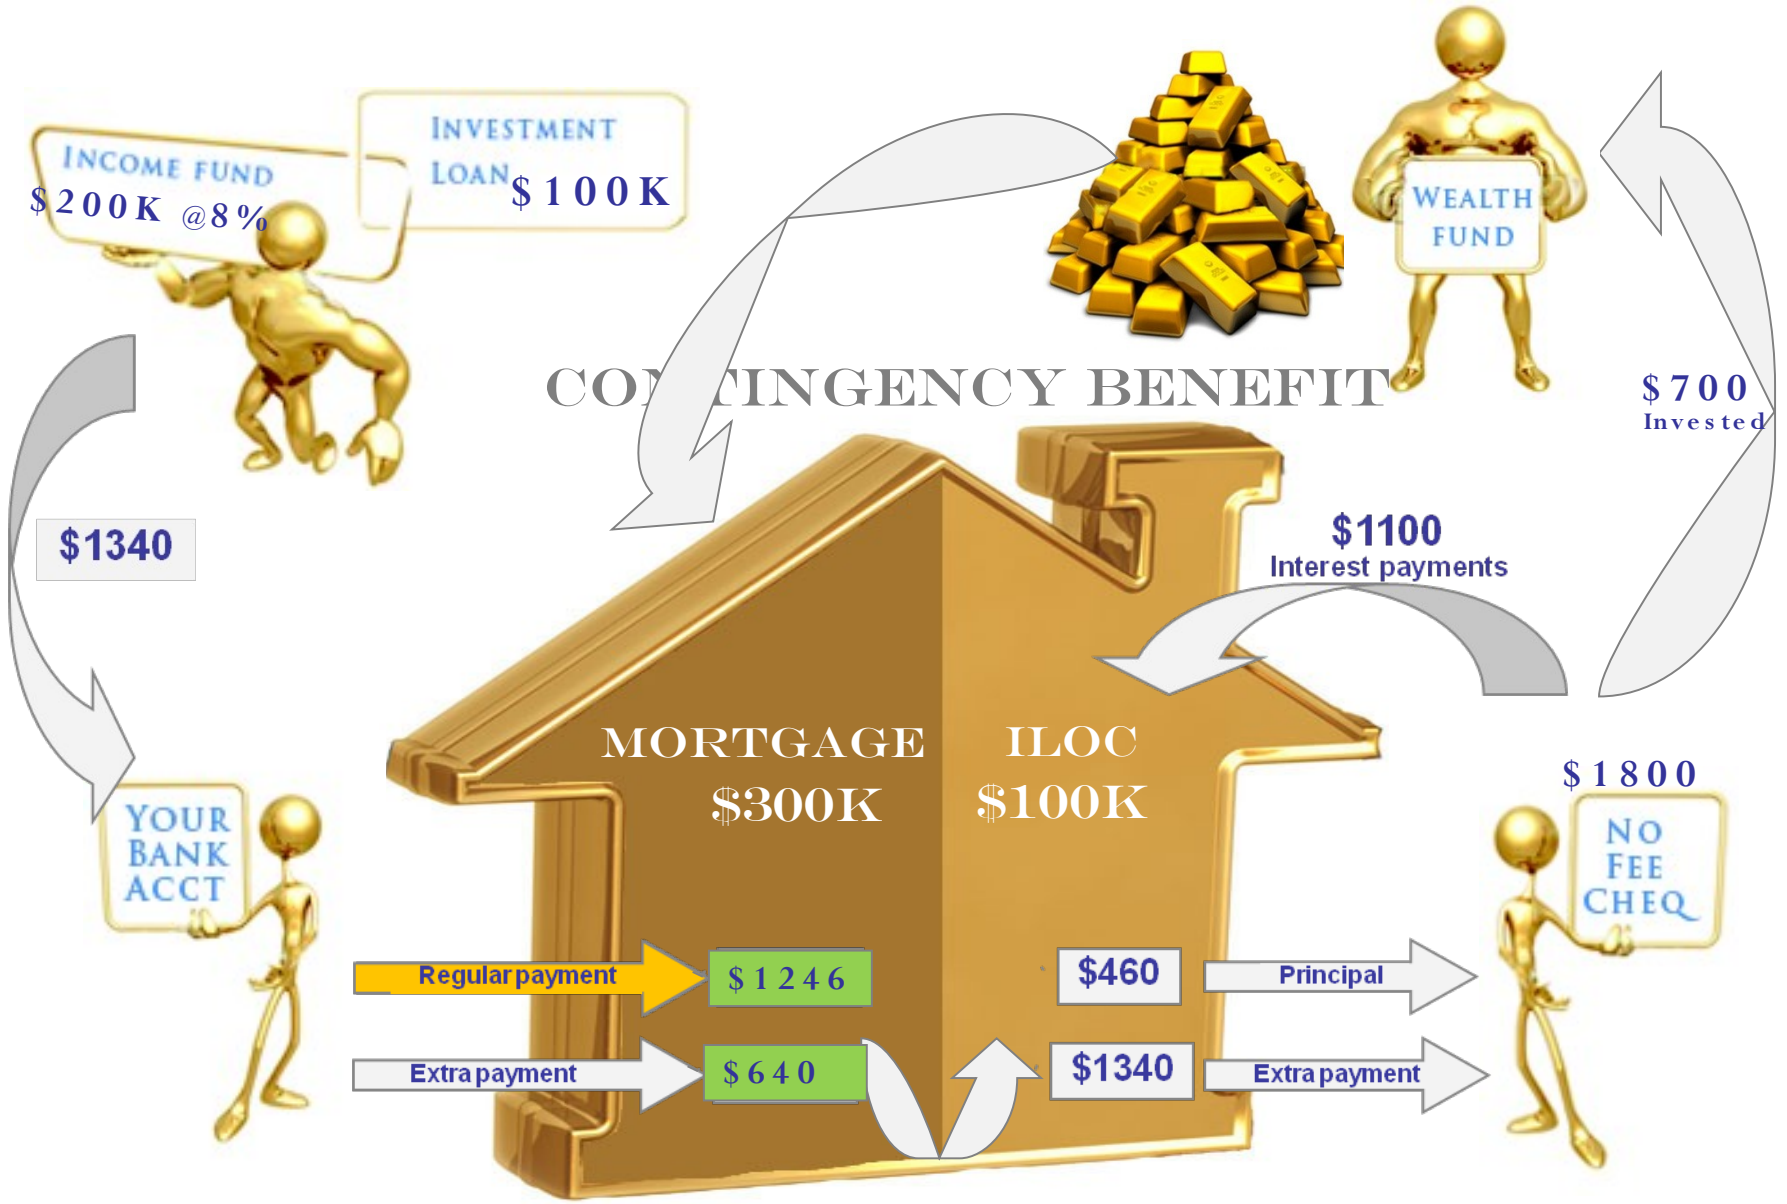 INVESTMENT
LOAN $100K
INCOME FUND
$200K @8%
WEALTH
FUND
CONTINGENCY BENEFIT
$700
Invested
$1340
$1100
Interest payments
MORTGAGE
$300K
ILOC
$100K
$1800
YOUR
BANK
ACCT
NO
FEE
CHEQ
Regular payment
$1246
$460
Principal
Extra payment
$640
$1340
Extra payment